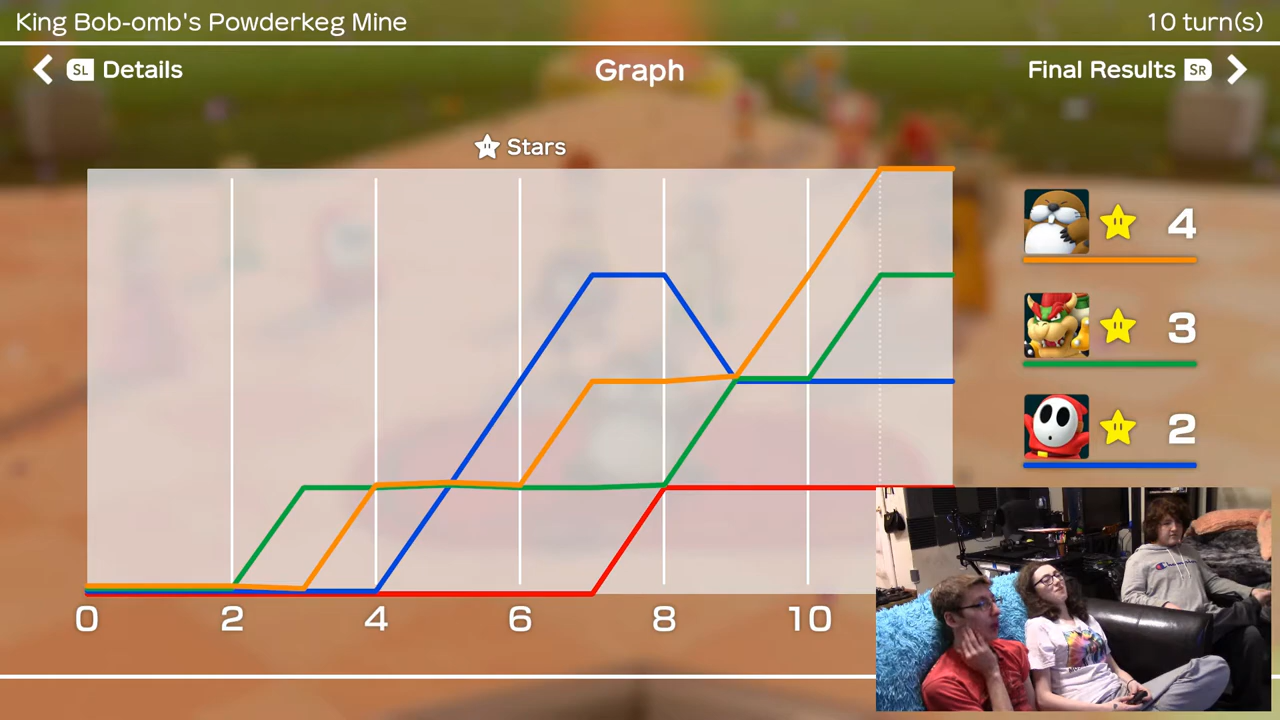 King Bob-omb's Powderkeg Mine
10 turn(s)
SL Details
Graph
Final Results SR
Stars
4
3
2
0 2 4 6 8 10